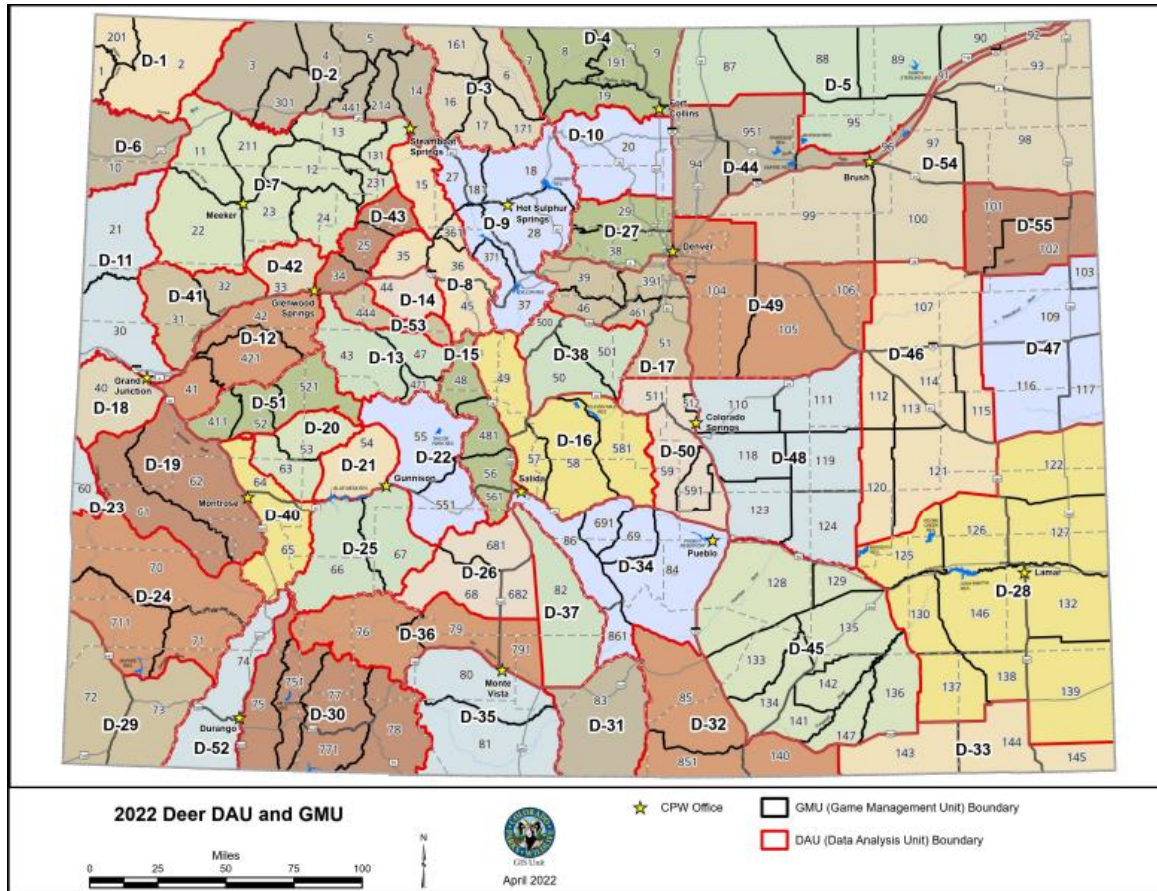 201
1
2
D-1
3
4
5
D-2
301
441
214
14
161
6
7
D-3
16
17
171
D-4
8
9
191
19
Fort
Collins
87
88
89
90
91
92
93
D-5
95
951
96
97
98
D-6
10
11
211
13
12
131
231
Steamboat
Springs
D-7
Meeker
22
23
24
15
D-10
20
18
27
181
Hot Sulphur
Springs
D-9
28
361
371
37
29
D-27
38
94
D-44
Brush
D-54
99
100
101
D-55
102
21
D-11
30
D-43
25
34
D-42
33
Glenwood
Springs
35
36
D-8
45
44
D-14
444
D-53
Denver
39
391
46
461
104
D-49
105
106
107
103
109
D-47
116
117
D-41
32
31
42
D-12
421
41
Grand
Junction
40
D-18
43
D-13
47
471
D-15
48
49
500
501
D-38
50
51
D-17
511
512
Colorado
Springs
110
111
112
113
114
115
D-46
D-51
521
411
52
D-20
53
63
54
D-21
55
D-22
551
481
56
561
Salida
57
D-16
58
581
D-50
59
591
118
D-48
119
123
124
120
121
122
D-19
62
61
60
D-23
64
Montrose
D-40
65
Gunnison
D-25
66
67
681
D-26
68
682
86
691
69
D-34
84
Pueblo
861
82
D-37
125
126
127
Lamar
D-28
130
146
132
137
138
139
70
D-24
711
71
72
73
D-29
74
Durango
D-52
75
751
77
D-30
771
78
76
D-36
79
791
Monte
Vista
80
D-35
81
83
D-31
85
D-32
851
140
128
129
135
D-45
133
134
142
141
136
147
143
D-33
144
145
2022 Deer DAU and GMU
Miles
0 25 50 75 100
N
COLORADO
GIS Unit
April 2022
CPW Office
GMU (Game Management Unit) Boundary
DAU (Data Analysis Unit) Boundary